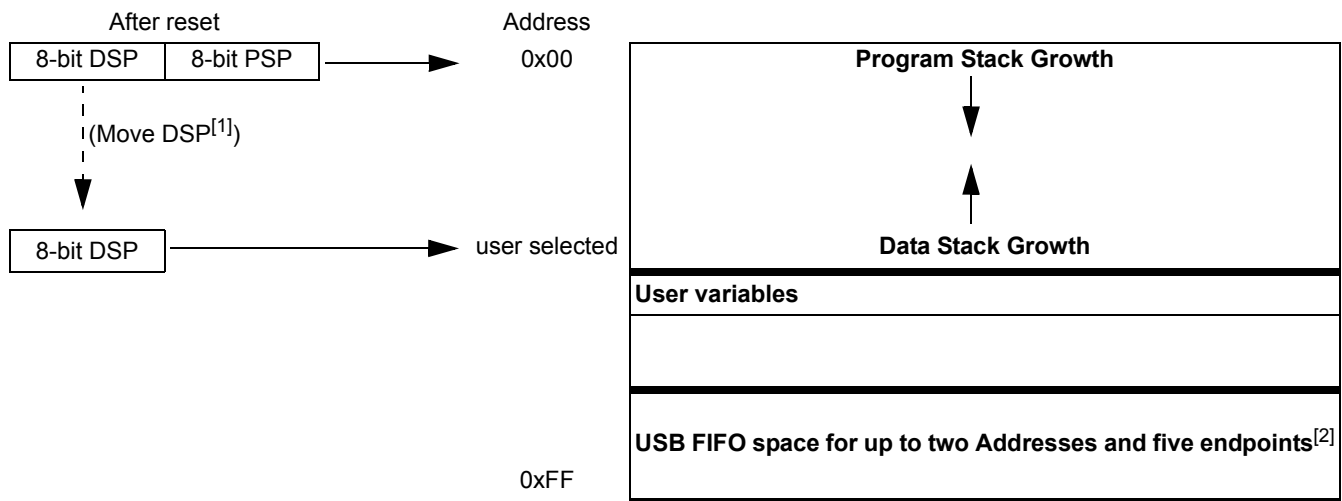 After reset
Address
8-bit DSP 8-bit PSP
0x00
Program Stack Growth
(Move DSP[1])
8-bit DSP
user selected
Data Stack Growth
User variables
USB FIFO space for up to two Addresses and five endpoints[2]
0xFF